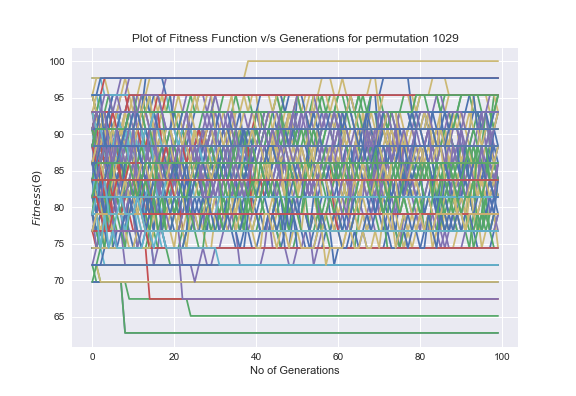 Plot of Fitness Function v/s Generations for permutation 1029
100
95
90
85
80
75
70
65
Fitness(Θ)
0 20 40 60 80 100
No of Generations